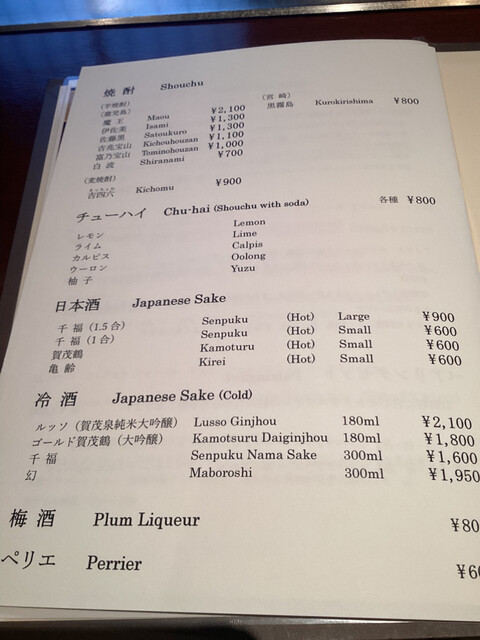 焼酎 Shouchu
(芋焼酎)
(鹿児島) (宮崎)
魔王 Maou ¥2,100 黒霧島 Kurokirishima ¥800
伊佐美 Isami ¥1,300
佐藤黒 Satoukuro ¥1,300
吉兆宝山 Kichouhouzan ¥1,100
富乃宝山 Tominohouzan ¥1,000
白波 Shiranami ¥700
(麦焼酎)
吉四六 Kichomu ¥900
チューハイ Chu-hai (Shouchu with soda) 各種 ¥800
レモン Lemon
ライム Lime
カルピス Calpis
ウーロン Oolong
柚子 Yuzu
日本酒 Japanese Sake
千福 (1.5合) Senpuku (Hot) Large ¥900
千福 (1合) Senpuku (Hot) Small ¥600
賀茂鶴 Kamoturu (Hot) Small ¥600
亀齢 Kirei (Hot) Small ¥600
冷酒 Japanese Sake (Cold)
ルッソ (賀茂泉純米大吟醸) Lusso Ginjhou 180ml ¥2,100
ゴールド賀茂鶴 (大吟醸) Kamotsuru Daiginjhou 180ml ¥1,800
千福 Senpuku Nama Sake 300ml ¥1,600
幻 Maboroshi 300ml ¥1,950
梅酒 Plum Liqueur ¥80
ペリエ Perrier ¥60